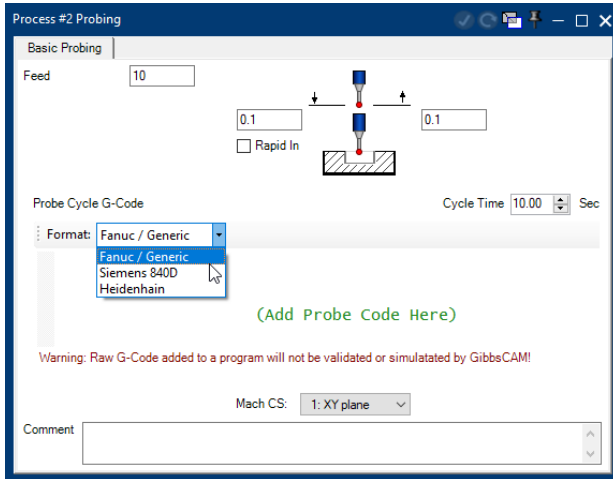 Process #2 Probing
Basic Probing
Feed 10
0.1 0.1
Rapid In
Probe Cycle G-Code Cycle Time 10.00 Sec
Format: Fanuc / Generic
Fanuc / Generic
Siemens 840D
Heidenhain
(Add Probe Code Here)
Warning: Raw G-Code added to a program will not be validated or simulatated by GibbsCAM!
Mach CS: 1: XY plane
Comment